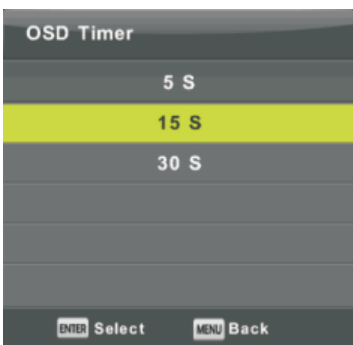 OSD Timer
5 S
15 S
30 S
ENTER Select MENU Back